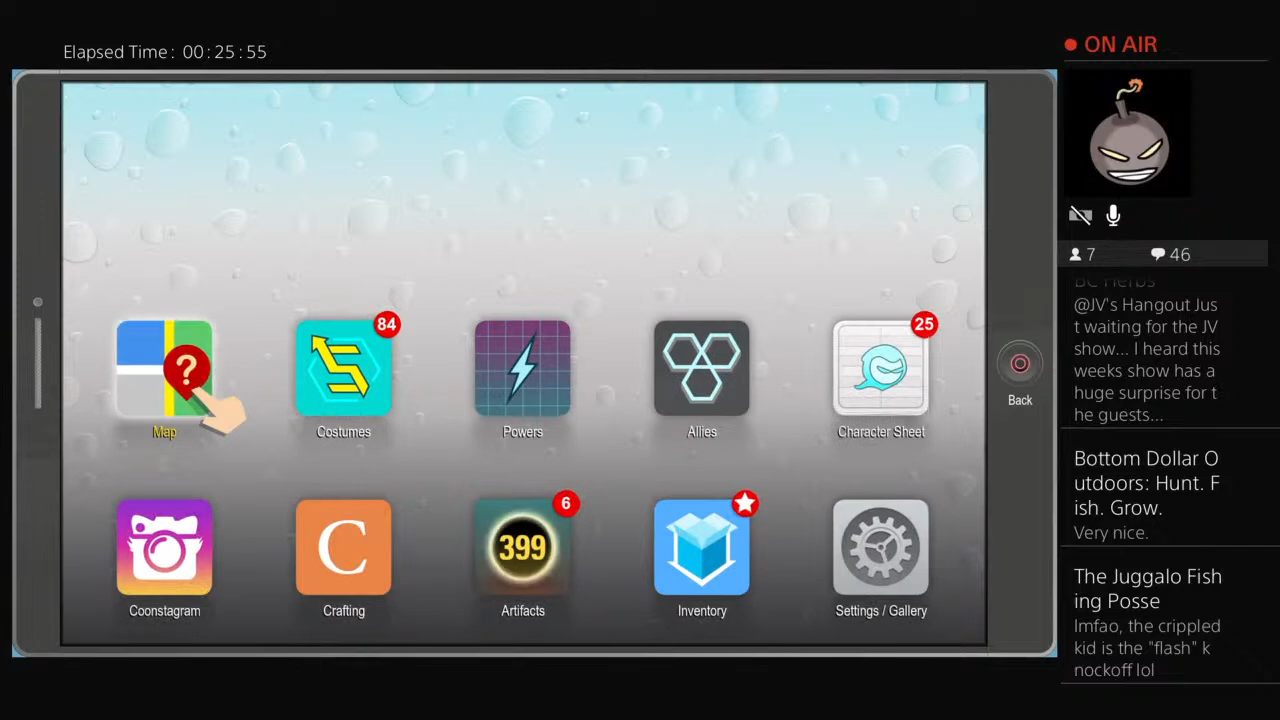 Elapsed Time: 00:25:55
ON AIR
7
46
BC Herbs
@JV's Hangout Jus
t waiting for the JV
show... I heard this
weeks show has a
huge surprise for t
he guests...
Bottom Dollar O
utdoors: Hunt. F
ish. Grow.
Very nice.
The Juggalo Fish
ing Posse
lmfao, the crippled
kid is the "flash" k
nockoff lol
?
84
25
Map
Costumes
Powers
Allies
Character Sheet
Back
C
399
6
Coonstagram
Crafting
Artifacts
Inventory
Settings / Gallery